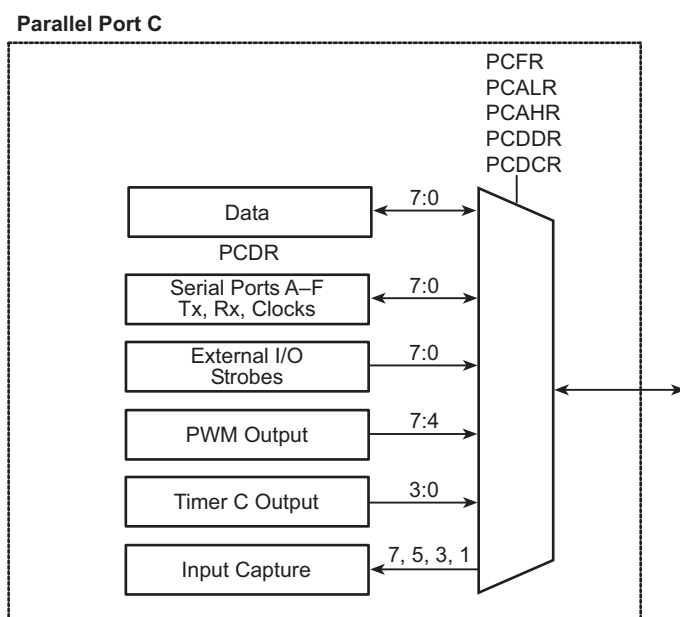 Parallel Port C
PCFR
PCALR
PCAHR
PCDDR
PCDCR
Data
7:0
PCDR
Serial Ports A–F
Tx, Rx, Clocks
7:0
External I/O
Strobes
7:0
PWM Output
7:4
Timer C Output
3:0
Input Capture
7, 5, 3, 1